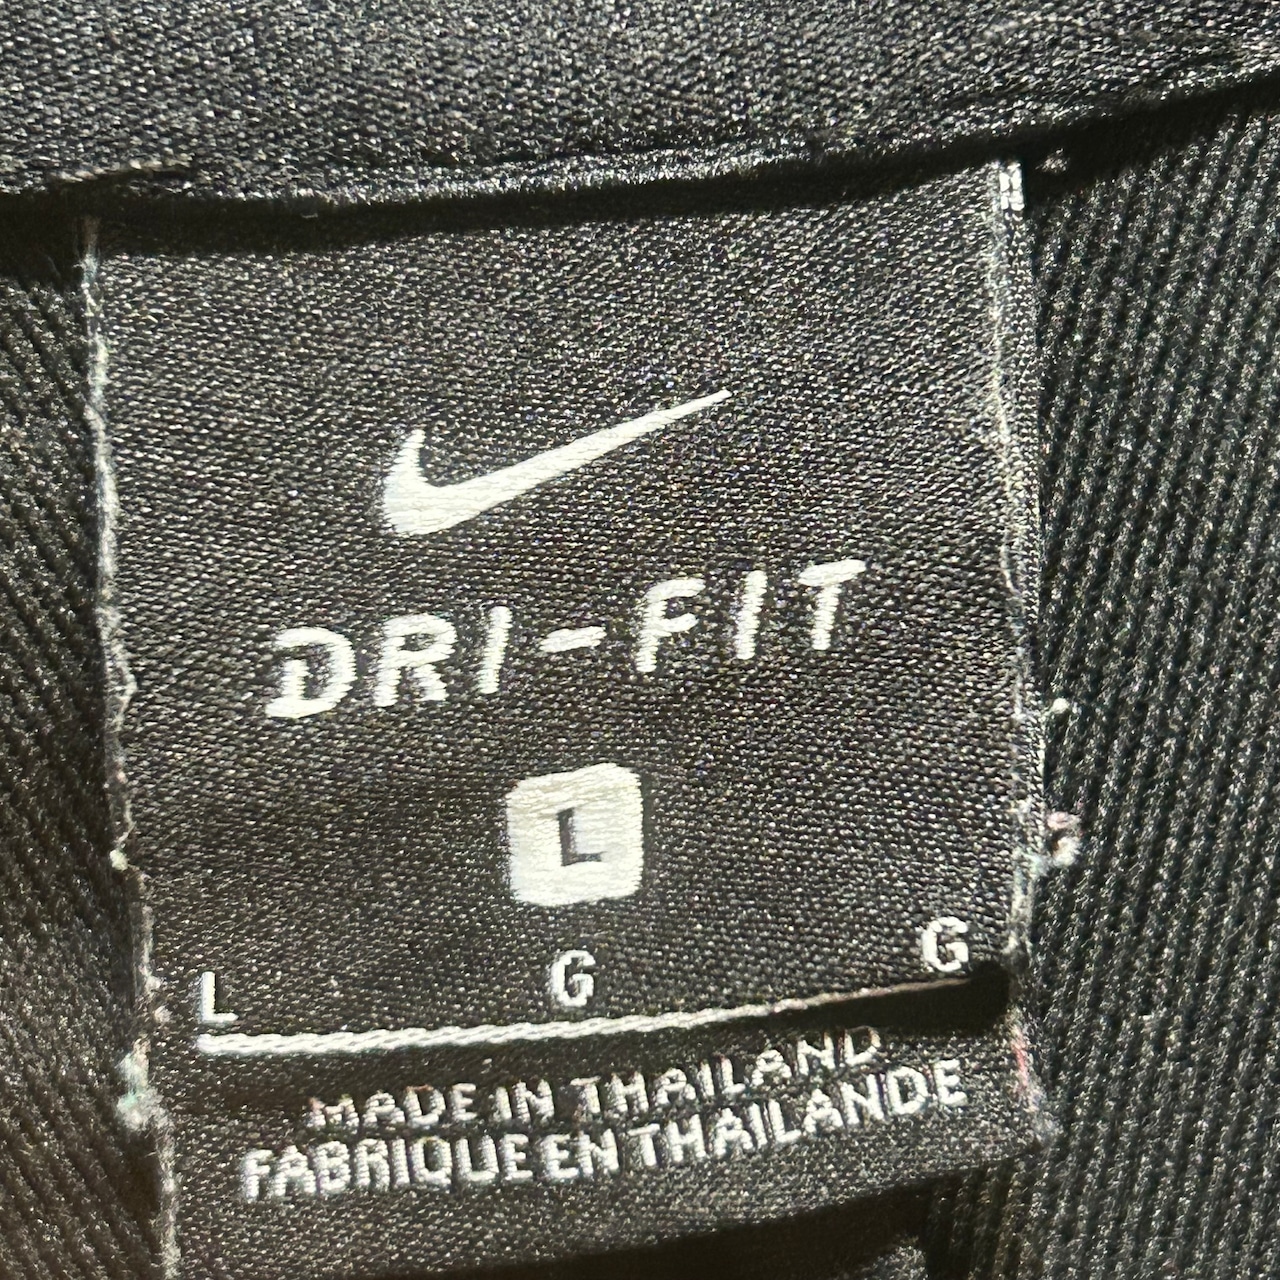 DRI-FIT
L
L G G
MADE IN THAILAND
FABRIQUE EN THAILANDE